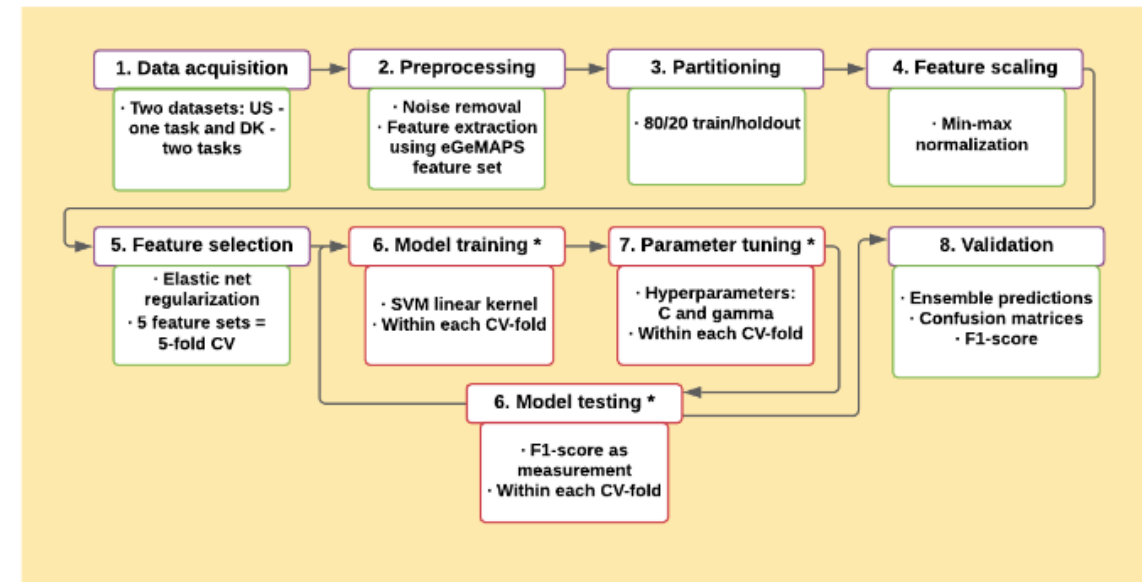 1. Data acquisition
· Two datasets: US -
one task and DK -
two tasks
2. Preprocessing
· Noise removal
· Feature extraction
using eGeMAPS
feature set
3. Partitioning
· 80/20 train/holdout
4. Feature scaling
· Min-max
normalization
5. Feature selection
· Elastic net
regularization
· 5 feature sets =
5-fold CV
6. Model training *
· SVM linear kernel
· Within each CV-fold
7. Parameter tuning *
· Hyperparameters:
C and gamma
· Within each CV-fold
8. Validation
· Ensemble predictions
· Confusion matrices
· F1-score
6. Model testing *
· F1-score as
measurement
· Within each CV-fold